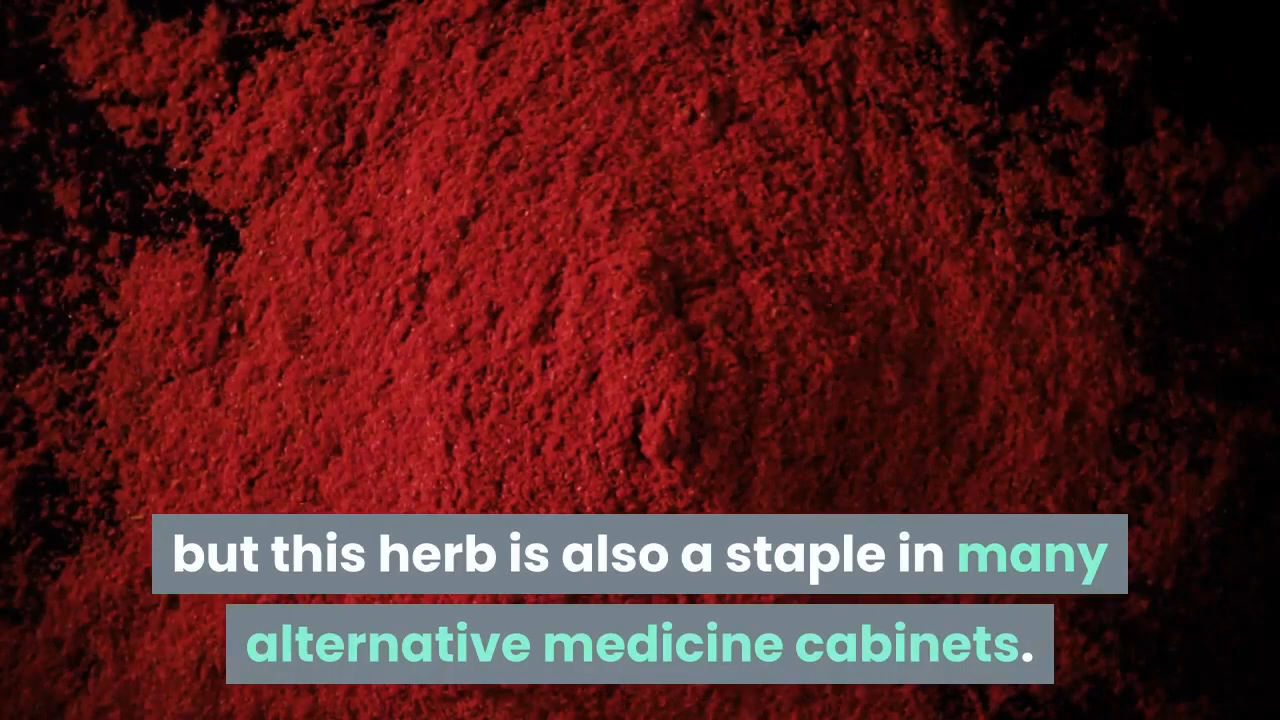 but this herb is also a staple in many
alternative medicine cabinets.